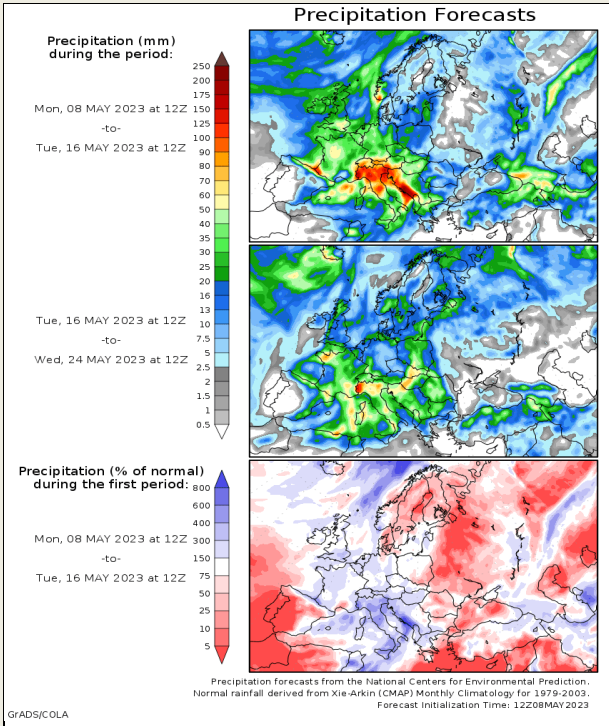 Precipitation Forecasts
Precipitation (mm)
during the period:
Mon, 08 MAY 2023 at 12Z
-to-
Tue, 16 MAY 2023 at 12Z
250
200
175
150
125
100
90
80
70
60
50
40
35
30
25
20
16
13
10
7.5
5
2.5
2
1.5
1
0.5
Tue, 16 MAY 2023 at 12Z
-to-
Wed, 24 MAY 2023 at 12Z
Precipitation (% of normal)
during the first period:
Mon, 08 MAY 2023 at 12Z
-to-
Tue, 16 MAY 2023 at 12Z
800
600
400
300
150
75
50
25
10
5
Precipitation forecasts from the National Centers for Environmental Prediction.
Normal rainfall derived from Xie-Arkin (CMAP) Monthly Climatology for 1979-2003.
Forecast Initialization Time: 12Z08MAY2023
GrADS/COLA